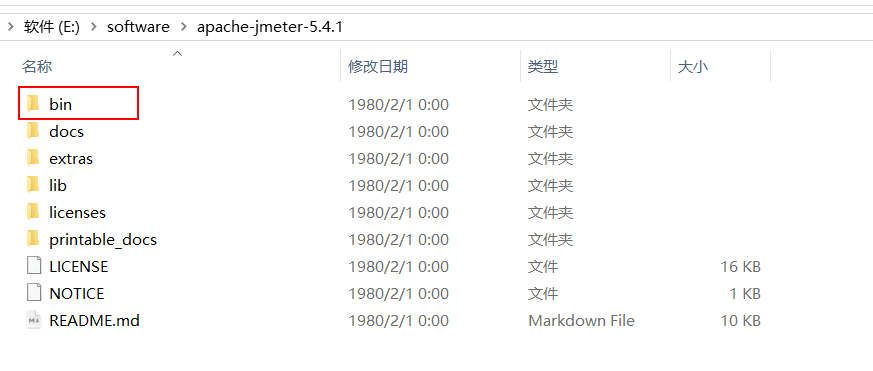 软件 (E:) > software > apache-jmeter-5.4.1
名称 修改日期 类型 大小
bin 1980/2/1 0:00 文件夹
docs 1980/2/1 0:00 文件夹
extras 1980/2/1 0:00 文件夹
lib 1980/2/1 0:00 文件夹
licenses 1980/2/1 0:00 文件夹
printable_docs 1980/2/1 0:00 文件夹
LICENSE 1980/2/1 0:00 文件 16 KB
NOTICE 1980/2/1 0:00 文件 1 KB
README.md 1980/2/1 0:00 Markdown File 10 KB